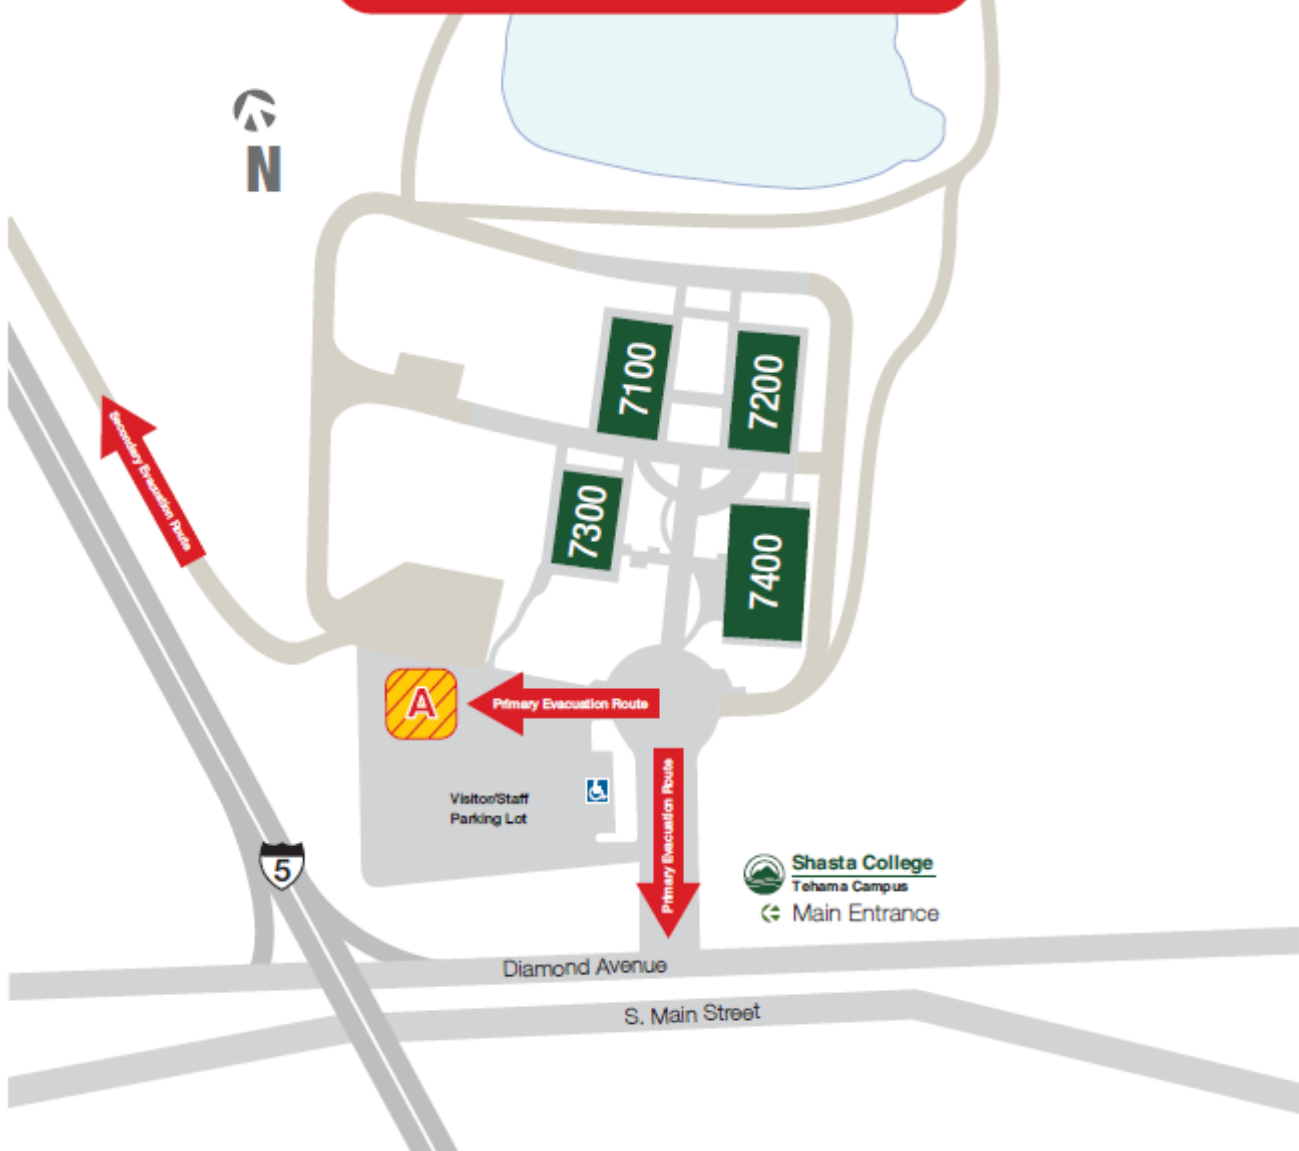 N
7100
7200
Secondary Evacuation Route
7300
7400
A
Primary Evacuation Route
Primary Evacuation Route
Visitor/Staff
Parking Lot
5
Shasta College
Tehama Campus
Main Entrance
Diamond Avenue
S. Main Street